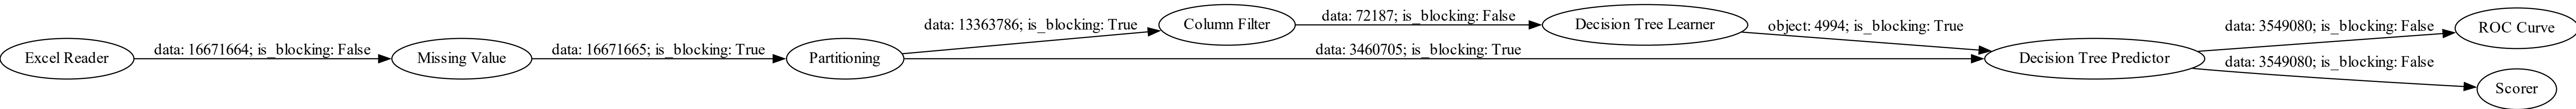 Excel Reader
data: 16671664; is_blocking: False
Missing Value
data: 16671665; is_blocking: True
Partitioning
data: 13363786; is_blocking: True
Column Filter
data: 72187; is_blocking: False
Decision Tree Learner
object: 4994; is_blocking: True
data: 3460705; is_blocking: True
Decision Tree Predictor
data: 3549080; is_blocking: False
ROC Curve
data: 3549080; is_blocking: False
Scorer